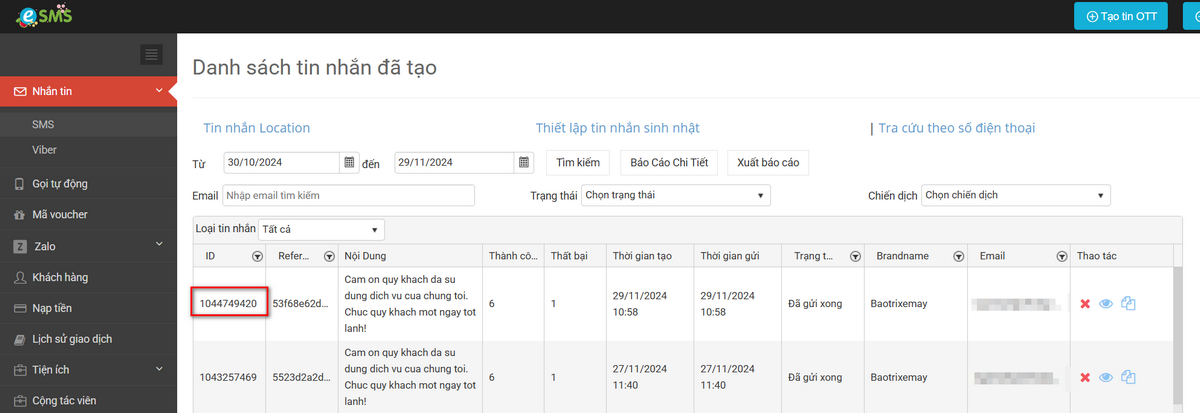 eSMS
Tạo tin OTT
Nhắn tin
SMS
Viber
Gọi tự động
Mã voucher
Zalo
Khách hàng
Nạp tiền
Lịch sử giao dịch
Tiện ích
Cộng tác viên
Danh sách tin nhắn đã tạo
Tin nhắn Location
Thiết lập tin nhắn sinh nhật
| Tra cứu theo số điện thoại
Từ 30/10/2024 đến 29/11/2024 Tìm kiếm Báo Cáo Chi Tiết Xuất báo cáo
Email Nhập email tìm kiếm Trạng thái Chọn trạng thái Chiến dịch Chọn chiến dịch
Loại tin nhắn Tất cả
ID Refer... Nội Dung Thành cô... Thất bại Thời gian tạo Thời gian gửi Trạng t... Brandname Email Thao tác
1044749420
53f68e62d...
Cam on quy khach da su
dung dich vu cua chung toi.
Chuc quy khach mot ngay tot
lanh!
6
1
29/11/2024
10:58
29/11/2024
10:58
Đã gửi xong
Baotrixemay
1043257469
5523d2a2d...
Cam on quy khach da su
dung dich vu cua chung toi.
Chuc quy khach mot ngay tot
lanh!
6
1
27/11/2024
11:40
27/11/2024
11:40
Đã gửi xong
Baotrixemay